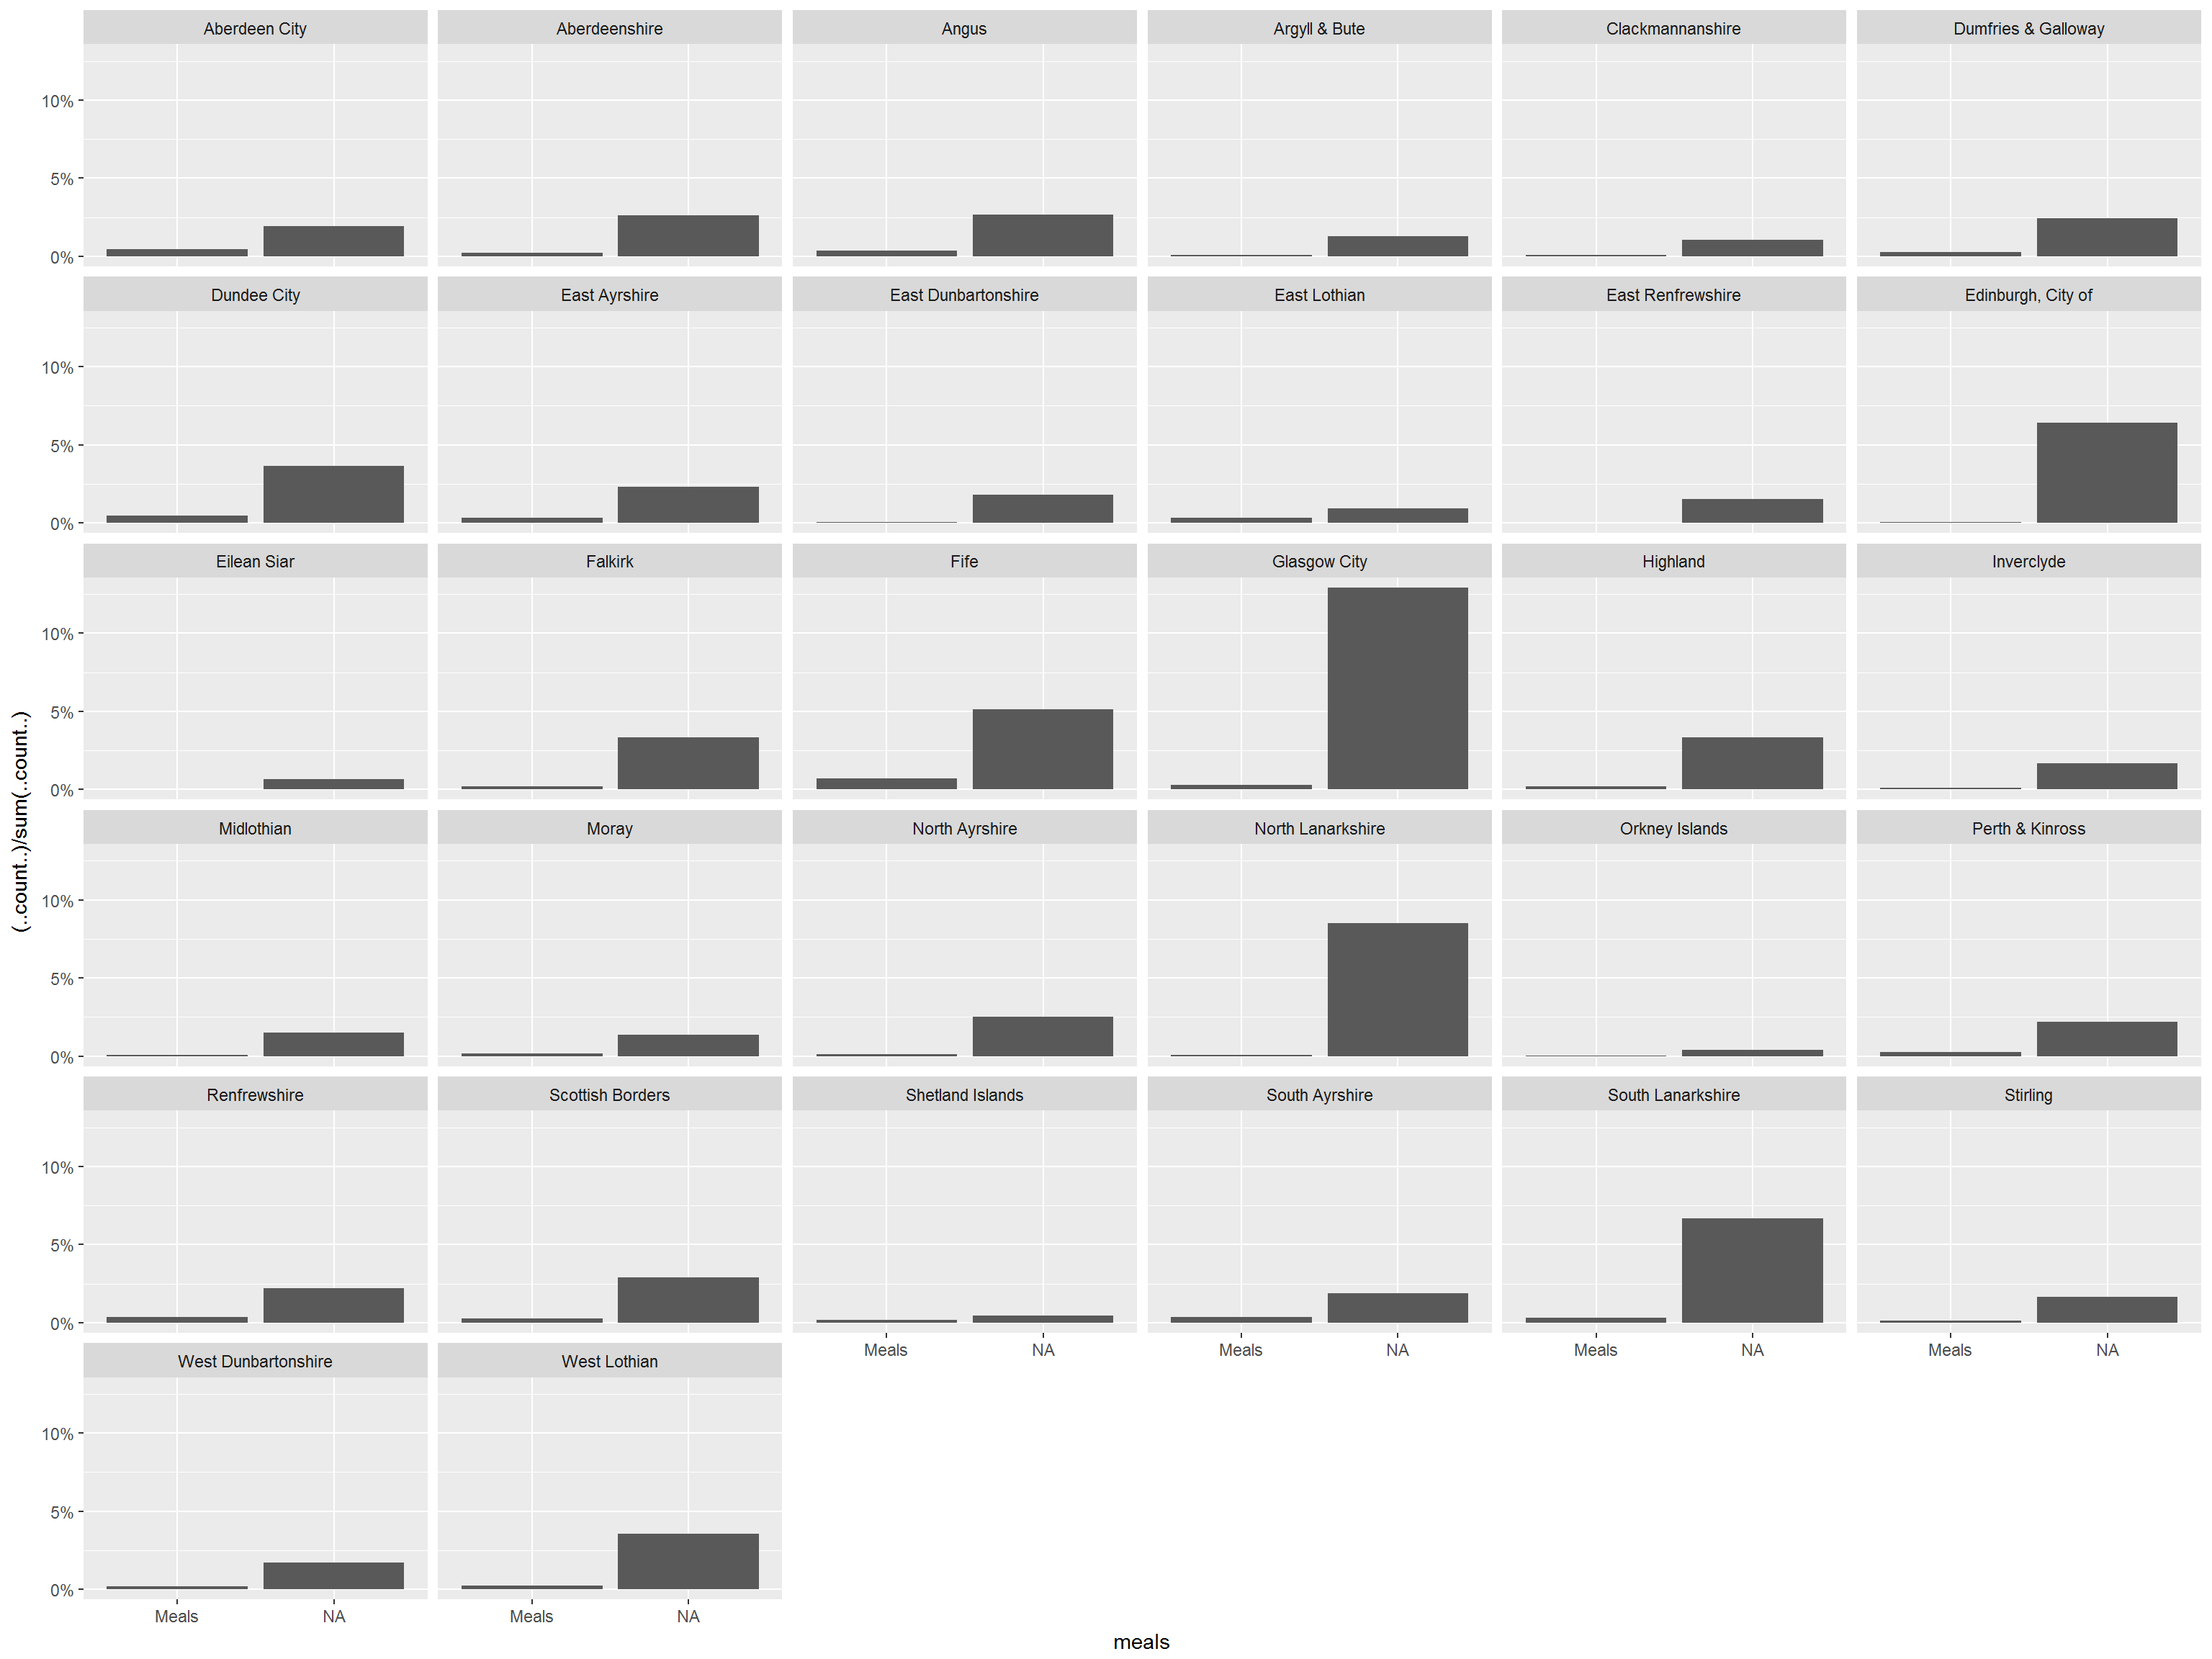 Aberdeen City Aberdeenshire Angus Argyll & Bute Clackmannanshire Dumfries & Galloway
10%
5%
0%
Dundee City East Ayrshire East Dunbartonshire East Lothian East Renfrewshire Edinburgh, City of
10%
5%
0%
Eilean Siar Falkirk Fife Glasgow City Highland Inverclyde
10%
5%
0%
(..count..)/sum(..count..)
Midlothian Moray North Ayrshire North Lanarkshire Orkney Islands Perth & Kinross
10%
5%
0%
Renfrewshire Scottish Borders Shetland Islands South Ayrshire South Lanarkshire Stirling
10%
5%
0%
Meals NA Meals NA Meals NA Meals NA
West Dunbartonshire West Lothian
10%
5%
0%
Meals NA Meals NA
meals